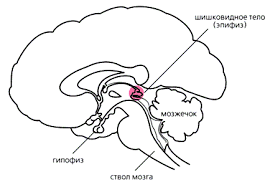 шишковидное тело
(эпифиз)
мозжечок
гипофиз
ствол мозга